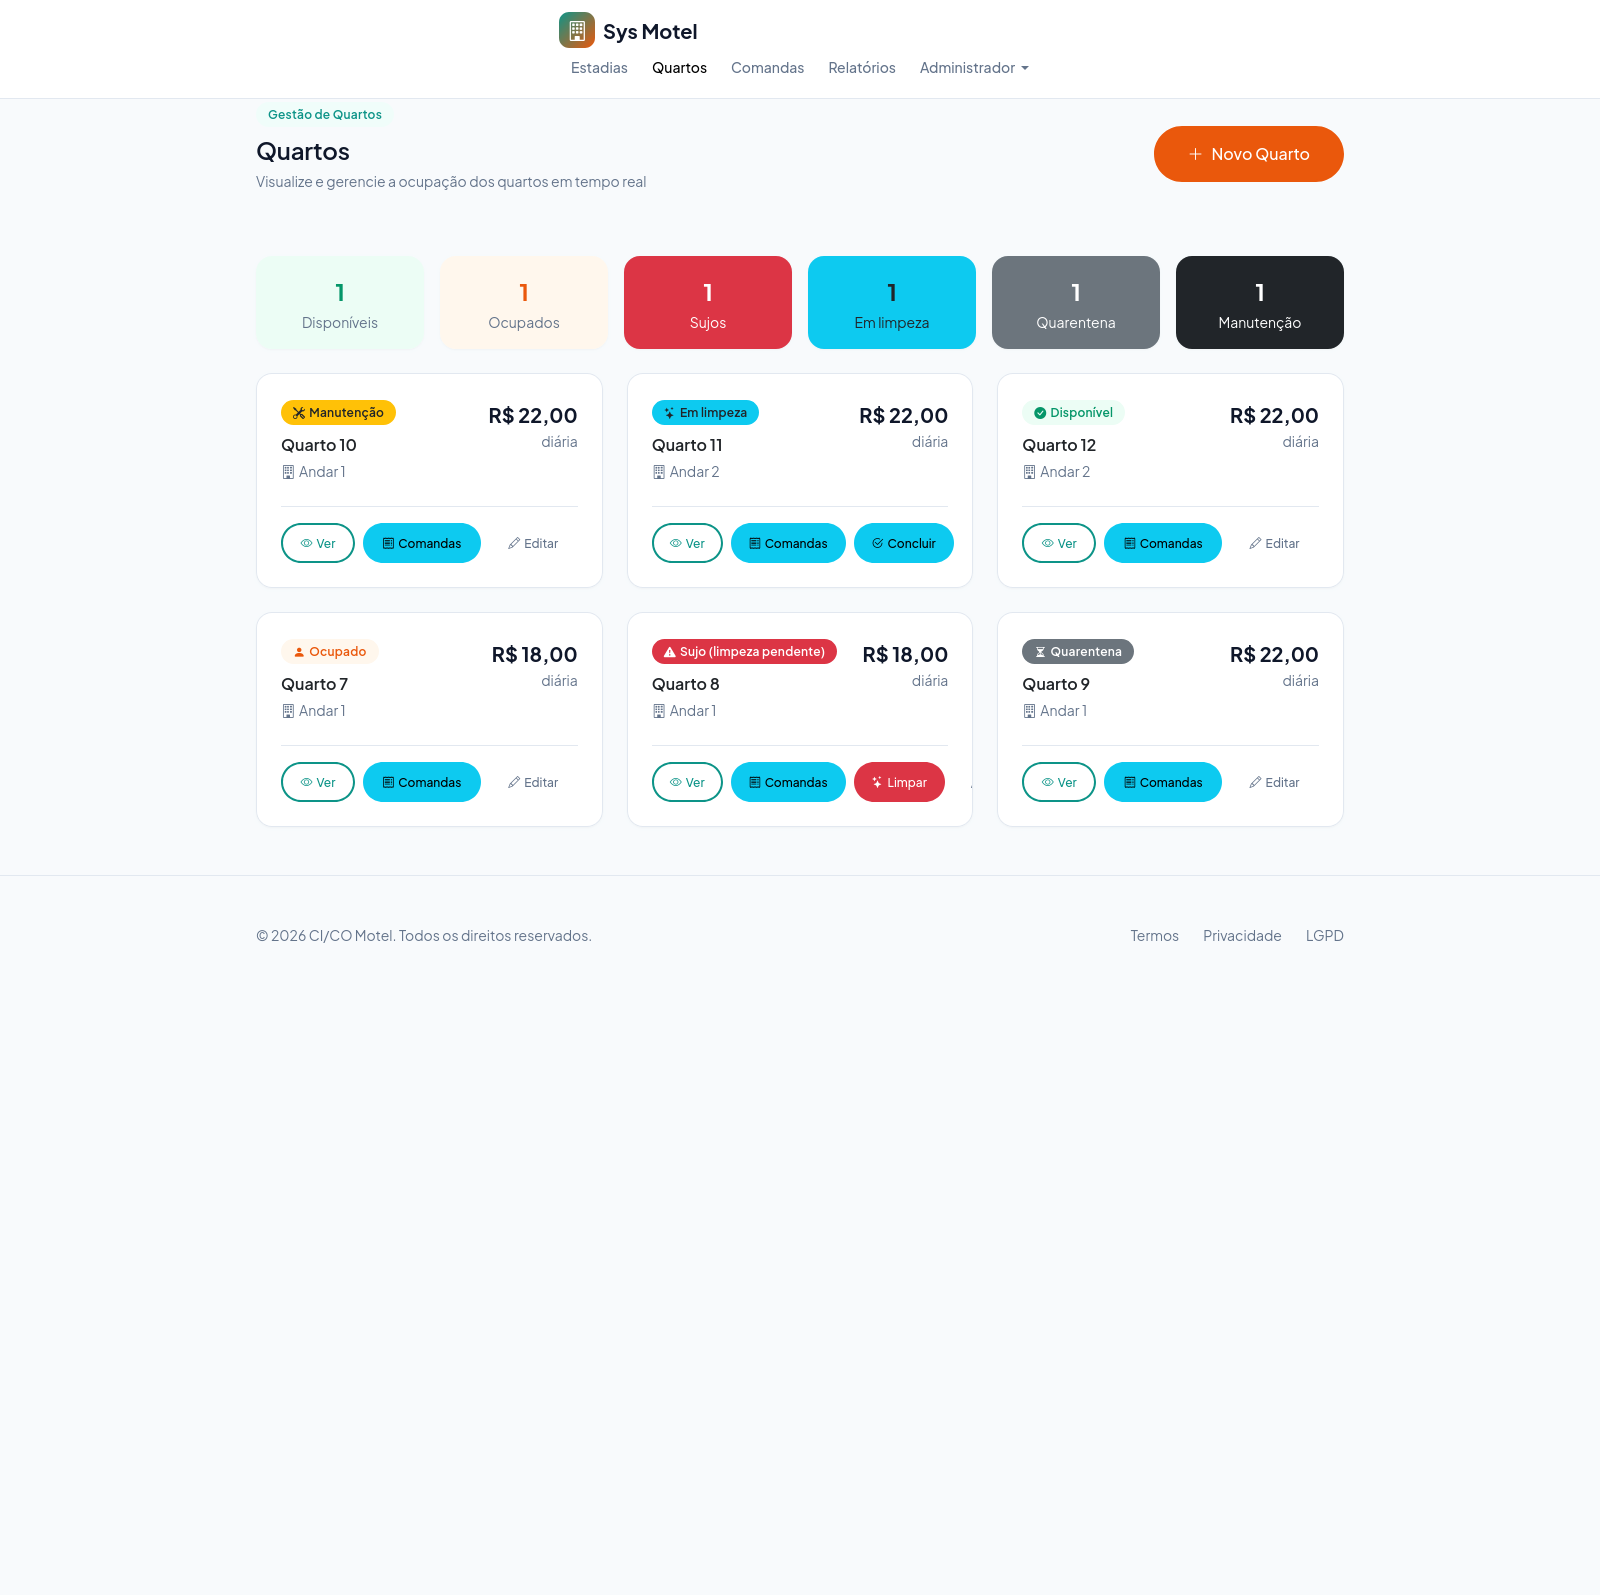 Sys Motel
Estadias Quartos Comandas Relatórios Administrador
Gestão de Quartos
Quartos
Visualize e gerencie a ocupação dos quartos em tempo real
Novo Quarto
1 1 1 1 1 1
Disponíveis Ocupados Sujos Em limpeza Quarentena Manutenção
Manutenção R$ 22,00
Quarto 10 diária
Andar 1
Ver Comandas Editar
Em limpeza R$ 22,00
Quarto 11 diária
Andar 2
Ver Comandas Concluir
Disponível R$ 22,00
Quarto 12 diária
Andar 2
Ver Comandas Editar
Ocupado R$ 18,00
Quarto 7 diária
Andar 1
Ver Comandas Editar
Sujo (limpeza pendente) R$ 18,00
Quarto 8 diária
Andar 1
Ver Comandas Limpar
Quarentena R$ 22,00
Quarto 9 diária
Andar 1
Ver Comandas Editar
© 2026 CI/CO Motel. Todos os direitos reservados. Termos Privacidade LGPD